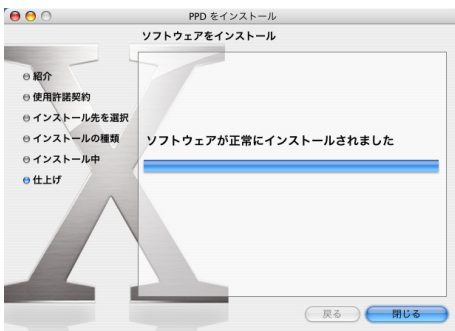 PPD をインストール
ソフトウェアをインストール
紹介
使用許諾契約
インストール先を選択
インストールの種類
インストール中
仕上げ
ソフトウェアが正常にインストールされました
戻る
閉じる